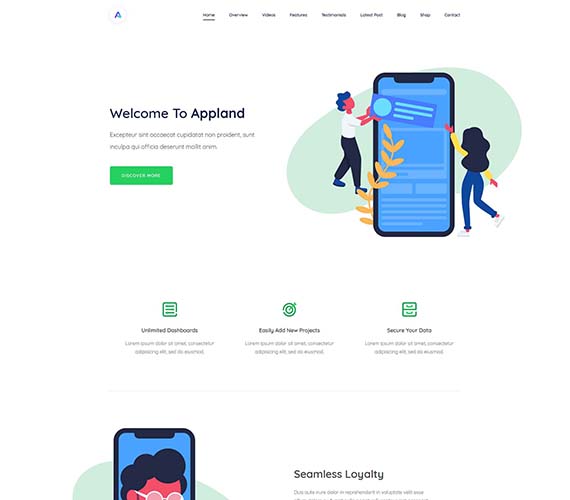 A
Home Overview Videos Features Testimonials Latest Post Blog Shop Contact
Welcome To Appland
Excepteur sint occaecat cupidatat non proident, sunt
inculpa qui officia deserunt mollit anim.
DISCOVER MORE
Unlimited Dashboards
Lorem ipsum dolor sit amet, consectetur
adipiscing elit, sed do eiusmod.
Easily Add New Projects
Lorem ipsum dolor sit amet, consectetur
adipiscing elit, sed do eiusmod.
Secure Your Data
Lorem ipsum dolor sit amet, consectetur
adipiscing elit, sed do eiusmod.
Seamless Loyalty
Duis aute irure dolor in reprehenderit in voluptate velit esse